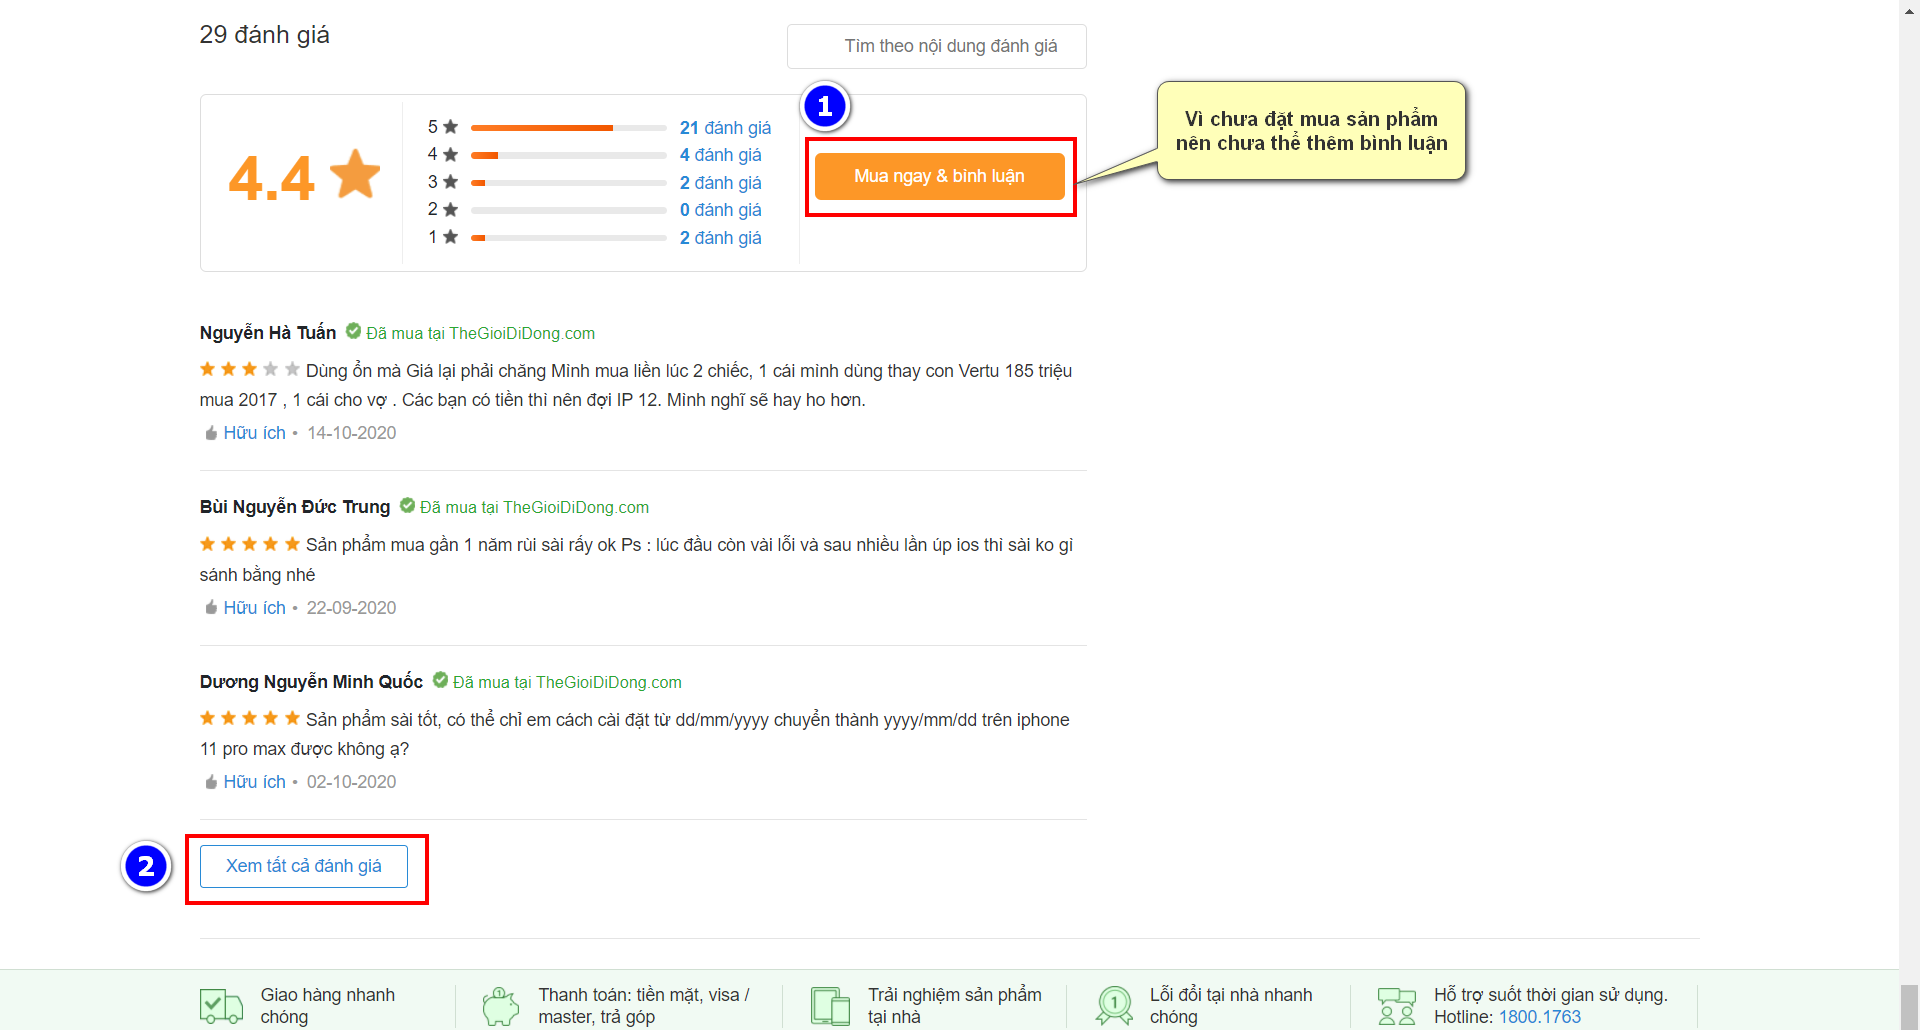 29 đánh giá
Tìm theo nội dung đánh giá
4.4
5 21 đánh giá
4 4 đánh giá
3 2 đánh giá
2 0 đánh giá
1 2 đánh giá
1
Mua ngay & bình luận
Vì chưa đặt mua sản phẩm
nên chưa thể thêm bình luận
Nguyễn Hà Tuấn Đã mua tại TheGioiDiDong.com
Dùng ổn mà Giá lại phải chăng Mình mua liền lúc 2 chiếc, 1 cái mình dùng thay con Vertu 185 triệu
mua 2017 , 1 cái cho vợ . Các bạn có tiền thì nên đợi IP 12. Mình nghĩ sẽ hay ho hơn.
Hữu ích • 14-10-2020
Bùi Nguyễn Đức Trung Đã mua tại TheGioiDiDong.com
Sản phẩm mua gần 1 năm rùi sài rấy ok Ps : lúc đầu còn vài lỗi và sau nhiều lần úp ios thì sài ko gì
sánh bằng nhé
Hữu ích • 22-09-2020
Dương Nguyễn Minh Quốc Đã mua tại TheGioiDiDong.com
Sản phẩm sài tốt, có thể chỉ em cách cài đặt từ dd/mm/yyyy chuyển thành yyyy/mm/dd trên iphone
11 pro max được không ạ?
Hữu ích • 02-10-2020
2
Xem tất cả đánh giá
Giao hàng nhanh
chóng
Thanh toán: tiền mặt, visa /
master, trả góp
Trải nghiệm sản phẩm
tại nhà
1
Lỗi đổi tại nhà nhanh
chóng
Hỗ trợ suốt thời gian sử dụng.
Hotline: 1800.1763